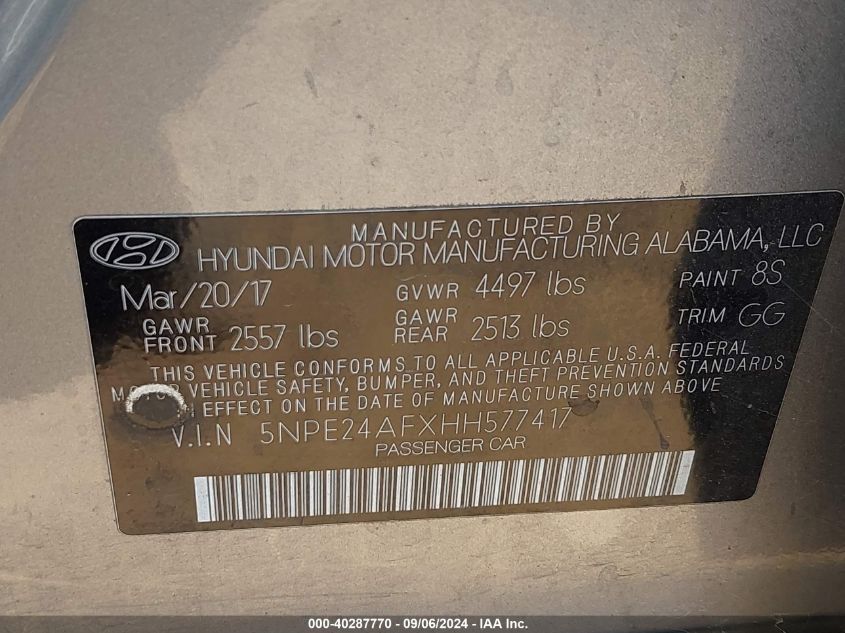 MANUFACTURED BY
HYUNDAI MOTOR MANUFACTURING ALABAMA, LLC
Mar/20/17 GVWR 4497 lbs PAINT 8S
GAWR FRONT 2557 lbs GAWR REAR 2513 lbs TRIM GG
THIS VEHICLE CONFORMS TO ALL APPLICABLE U.S.A. FEDERAL
VEHICLE SAFETY, BUMPER, AND THEFT PREVENTION STANDARDS
EFFECT ON THE DATE OF MANUFACTURE SHOWN ABOVE
V.I.N 5NPE24AFXHH577417
PASSENGER CAR
000-40287770 - 09/06/2024 - IAA Inc.